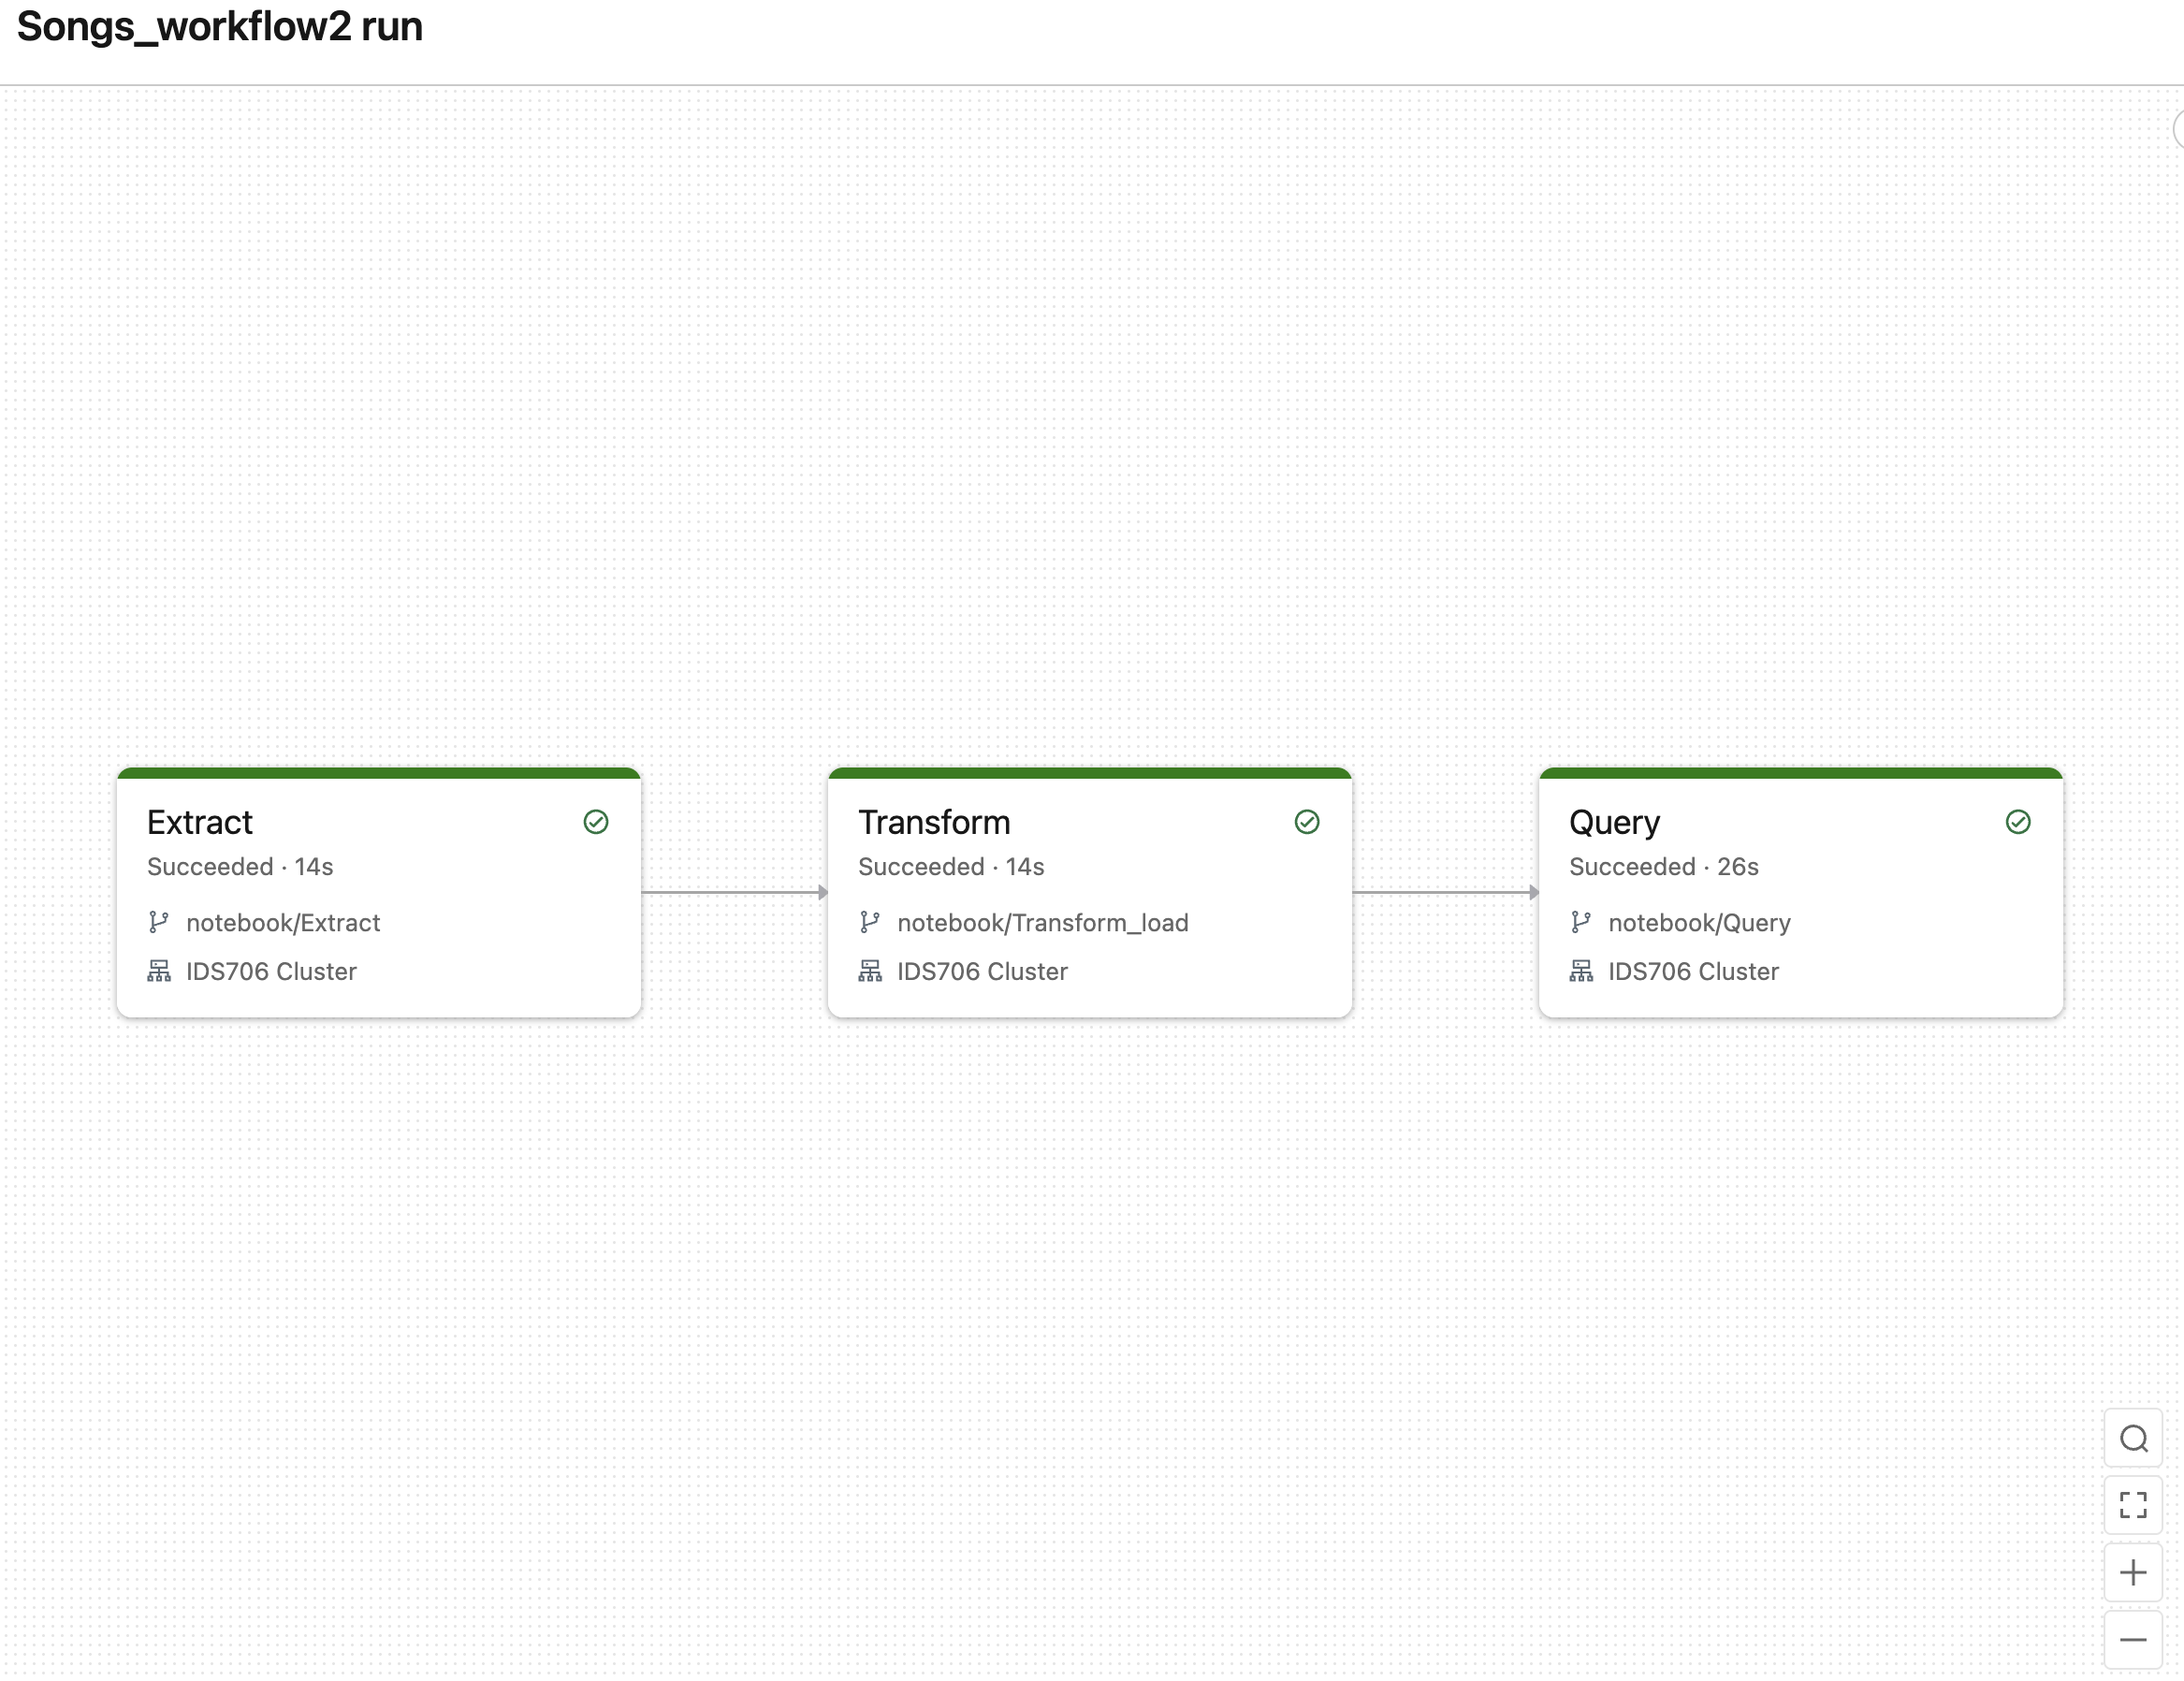 Songs_workflow2 run
Extract
Succeeded · 14s
notebook/Extract
IDS706 Cluster
Transform
Succeeded · 14s
notebook/Transform_load
IDS706 Cluster
Query
Succeeded · 26s
notebook/Query
IDS706 Cluster